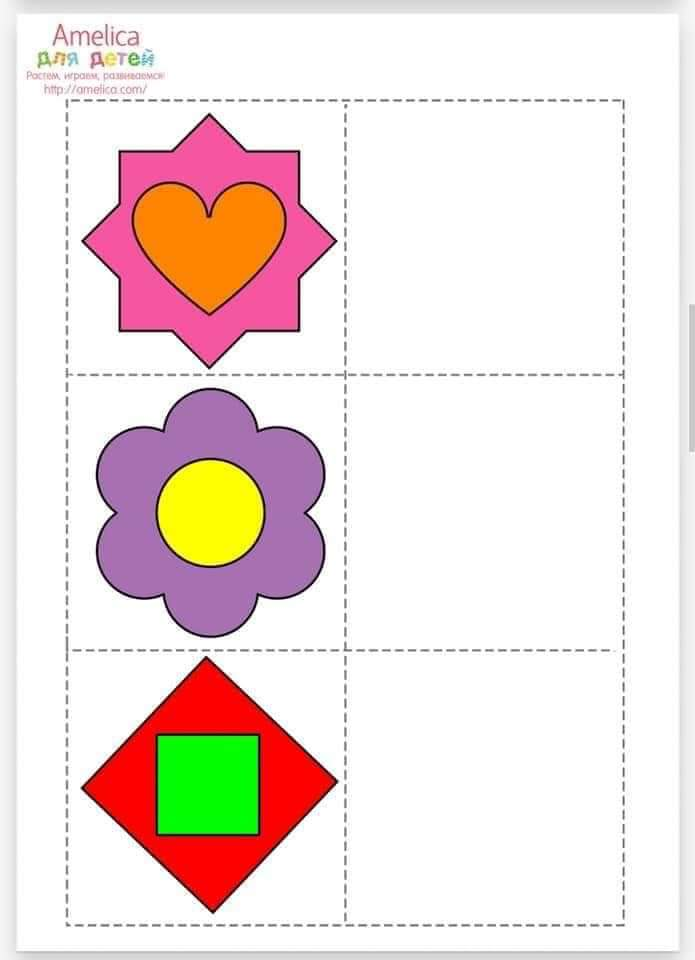 Amelica
для детей
Растем, играем, развиваемся!
http://amelica.com/